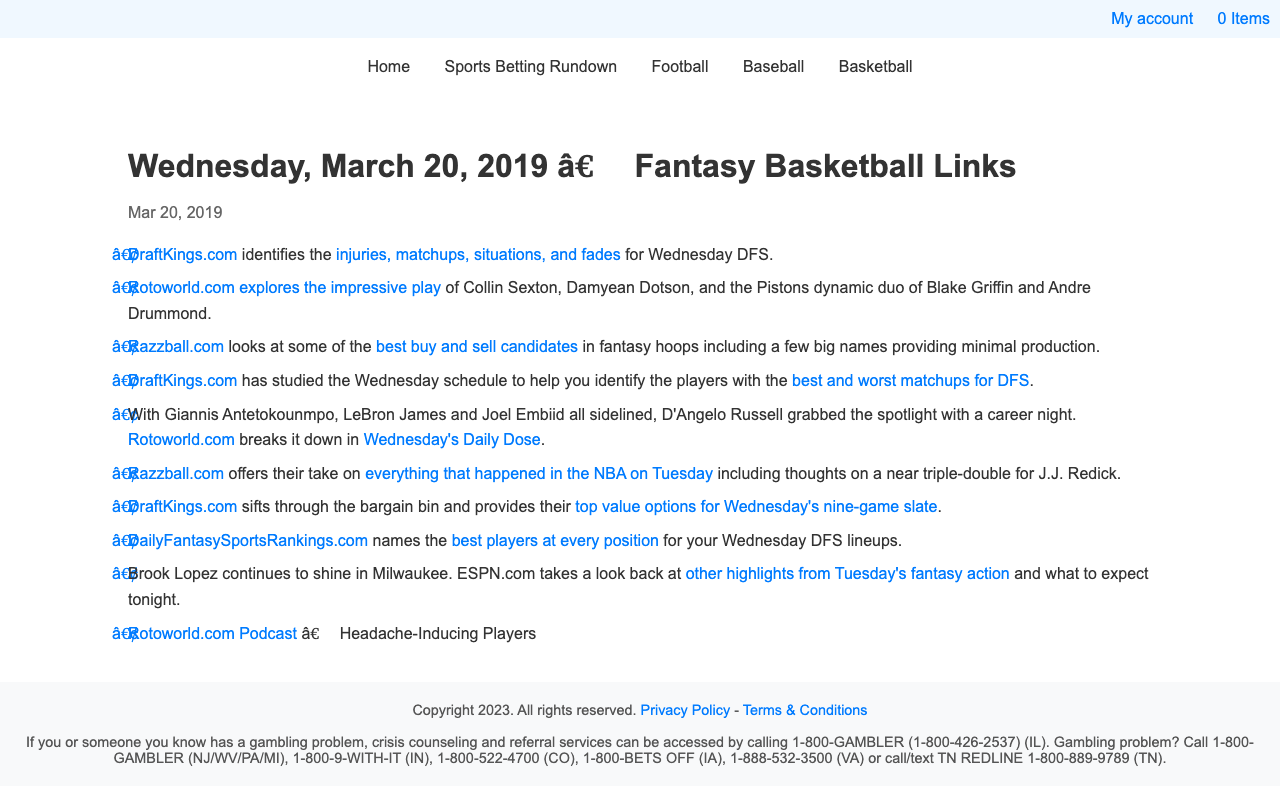 My account 0 Items
Home Sports Betting Rundown Football Baseball Basketball
Wednesday, March 20, 2019 â€ Fantasy Basketball Links
Mar 20, 2019
â€¢ DraftKings.com identifies the injuries, matchups, situations, and fades for Wednesday DFS.
â€¢ Rotoworld.com explores the impressive play of Collin Sexton, Damyean Dotson, and the Pistons dynamic duo of Blake Griffin and Andre
Drummond.
â€¢ Razzball.com looks at some of the best buy and sell candidates in fantasy hoops including a few big names providing minimal production.
â€¢ DraftKings.com has studied the Wednesday schedule to help you identify the players with the best and worst matchups for DFS.
â€¢ With Giannis Antetokounmpo, LeBron James and Joel Embiid all sidelined, D'Angelo Russell grabbed the spotlight with a career night.
Rotoworld.com breaks it down in Wednesday's Daily Dose.
â€¢ Razzball.com offers their take on everything that happened in the NBA on Tuesday including thoughts on a near triple-double for J.J. Redick.
â€¢ DraftKings.com sifts through the bargain bin and provides their top value options for Wednesday's nine-game slate.
â€¢ DailyFantasySportsRankings.com names the best players at every position for your Wednesday DFS lineups.
â€¢ Brook Lopez continues to shine in Milwaukee. ESPN.com takes a look back at other highlights from Tuesday's fantasy action and what to expect
tonight.
â€¢ Rotoworld.com Podcast â€ Headache-Inducing Players
Copyright 2023. All rights reserved. Privacy Policy - Terms & Conditions
If you or someone you know has a gambling problem, crisis counseling and referral services can be accessed by calling 1-800-GAMBLER (1-800-426-2537) (IL). Gambling problem? Call 1-800-
GAMBLER (NJ/WV/PA/MI), 1-800-9-WITH-IT (IN), 1-800-522-4700 (CO), 1-800-BETS OFF (IA), 1-888-532-3500 (VA) or call/text TN REDLINE 1-800-889-9789 (TN).